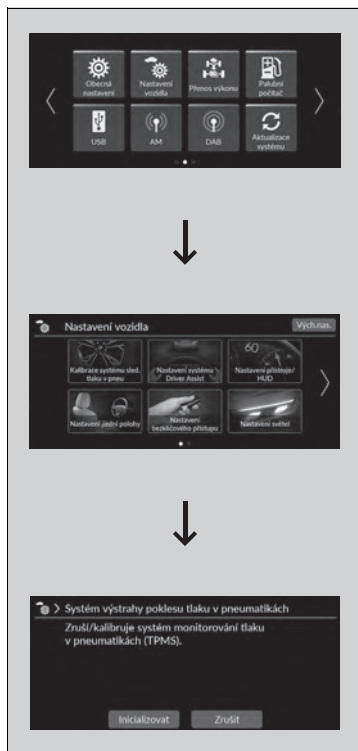 Obecná
nastavení
Nastavení
vozidla
Přenos výkonu
Palubní
počítač
USB
AM
DAB
Aktualizace
systému
Nastavení vozidla
Vých.nas.
Kalibrace systému sled.
tlaku v pneu
Nastavení systému
Driver Assist
60
Nastavení přístroje/
HUD
Nastavení jízdní polohy
Nastavení
bezklíčového přístupu
Nastavení světel
Systém výstrahy poklesu tlaku v pneumatikách
Zruší/kalibruje systém monitorování tlaku
v pneumatikách (TPMS).
Inicializovat
Zrušit